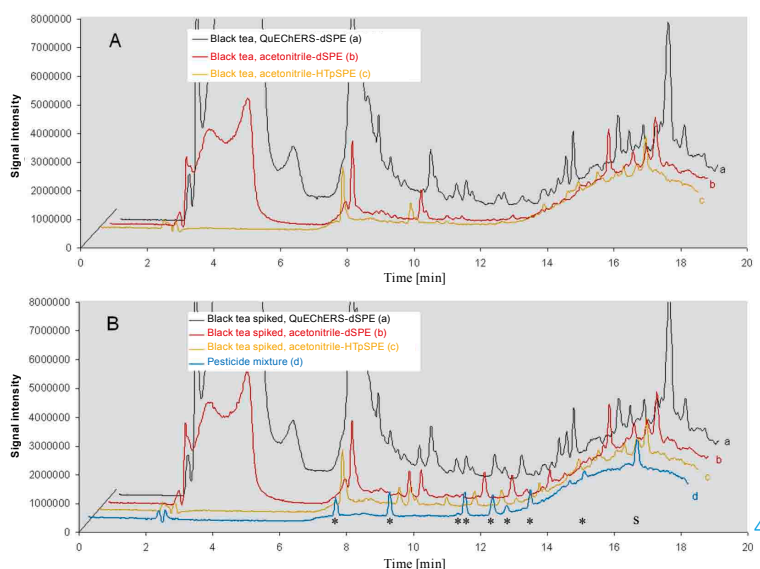 A
Black tea, QuEChERS-dSPE (a)
Black tea, acetonitrile-dSPE (b)
Black tea, acetonitrile-HTpSPE (c)
Signal intensity
8000000
7000000
6000000
5000000
4000000
3000000
2000000
1000000
0
a
b
c
0 2 4 6 8 10 12 14 16 18 20
Time [min]
B
Black tea spiked, QuEChERS-dSPE (a)
Black tea spiked, acetonitrile-dSPE (b)
Black tea spiked, acetonitrile-HTpSPE (c)
Pesticide mixture (d)
Signal intensity
8000000
7000000
6000000
5000000
4000000
3000000
2000000
1000000
0
a
b
c
d
* * * * * * * * S
4
0 2 4 6 8 10 12 14 16 18 20
Time [min]